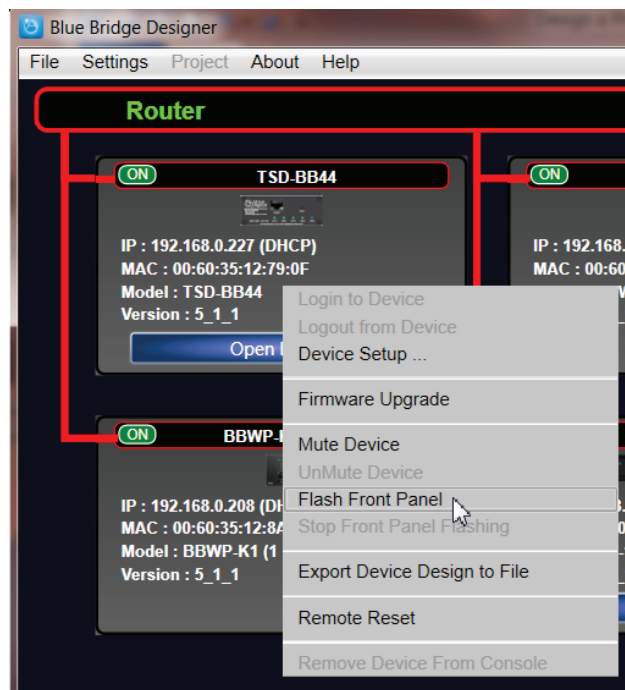 Blue Bridge Designer
File Settings Project About Help
Router
ON TSD-BB44
IP : 192.168.0.227 (DHCP)
MAC : 00:60:35:12:79:0F
Model : TSD-BB44
Version : 5_1_1
Open
ON
IP : 192.168.
MAC : 00:60
Login to Device
Logout from Device
Device Setup ...
Firmware Upgrade
Mute Device
UnMute Device
Flash Front Panel
Stop Front Panel Flashing
Export Device Design to File
Remote Reset
Remove Device From Console
ON BBWP-
IP : 192.168.0.208 (DH
MAC : 00:60:35:12:8A
Model : BBWP-K1 (1
Version : 5_1_1